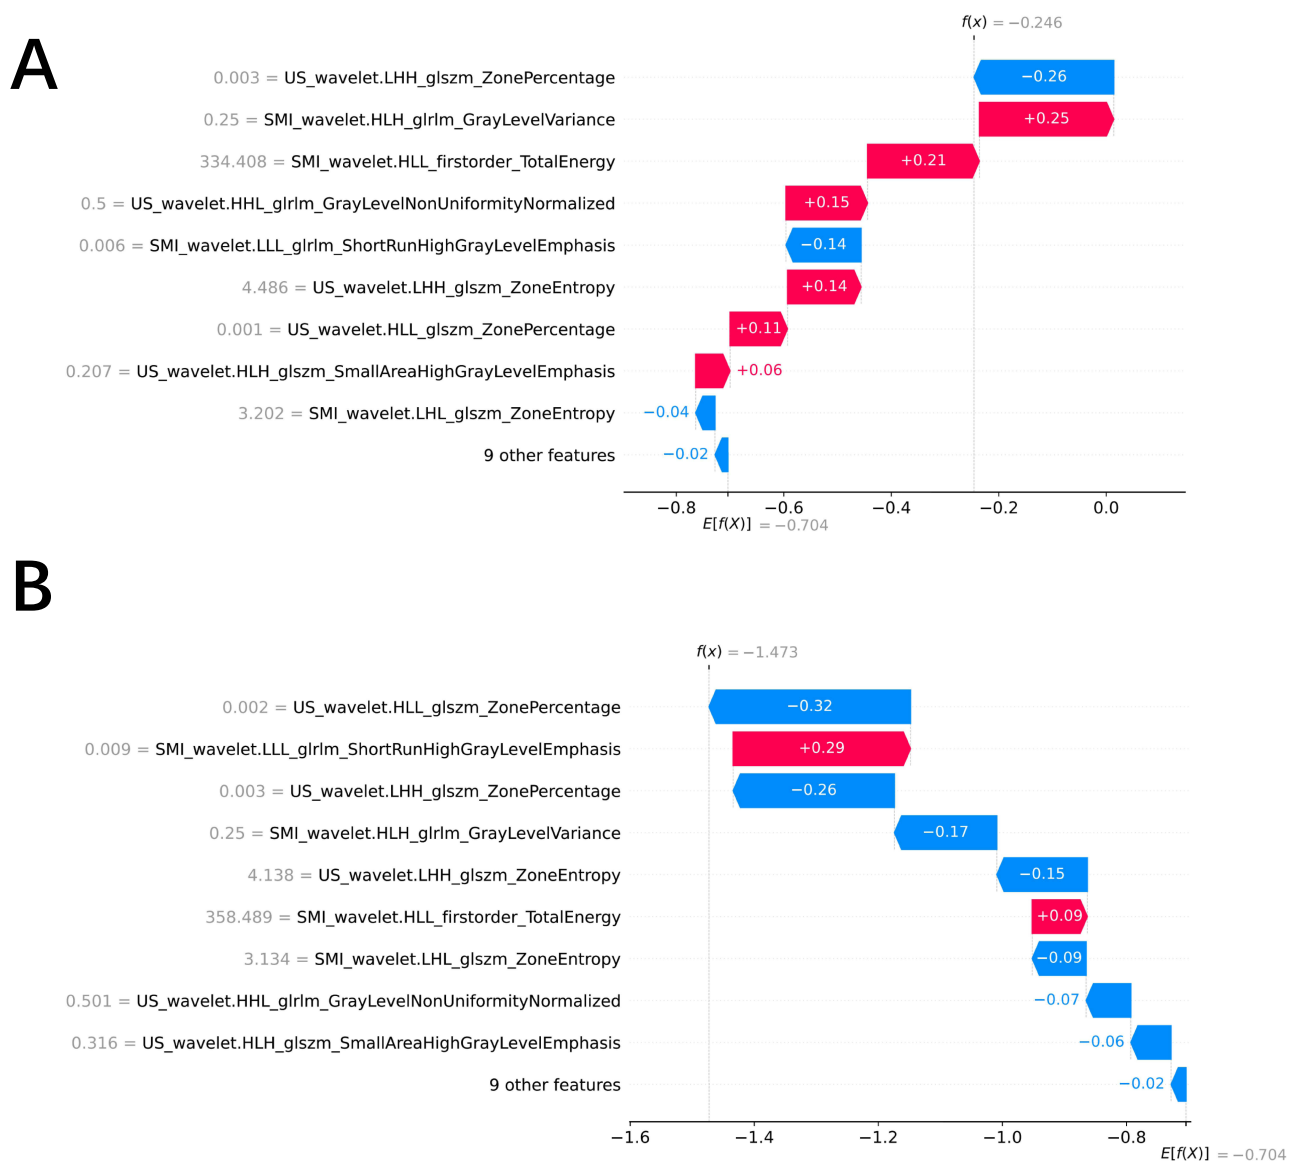 A
f(x) = −0.246
0.003 = US_wavelet.LHH_glszm_ZonePercentage −0.26
0.25 = SMI_wavelet.HLH_glrlm_GrayLevelVariance +0.25
334.408 = SMI_wavelet.HLL_firstorder_TotalEnergy +0.21
0.5 = US_wavelet.HHL_glrlm_GrayLevelNonUniformityNormalized +0.15
0.006 = SMI_wavelet.LLL_glrlm_ShortRunHighGrayLevelEmphasis −0.14
4.486 = US_wavelet.LHH_glszm_ZoneEntropy +0.14
0.001 = US_wavelet.HLL_glszm_ZonePercentage +0.11
0.207 = US_wavelet.HLH_glszm_SmallAreaHighGrayLevelEmphasis +0.06
3.202 = SMI_wavelet.LHL_glszm_ZoneEntropy −0.04
9 other features −0.02
−0.8 −0.6 −0.4 −0.2 0.0
E[f(X)] = −0.704
B
f(x) = −1.473
0.002 = US_wavelet.HLL_glszm_ZonePercentage −0.32
0.009 = SMI_wavelet.LLL_glrlm_ShortRunHighGrayLevelEmphasis +0.29
0.003 = US_wavelet.LHH_glszm_ZonePercentage −0.26
0.25 = SMI_wavelet.HLH_glrlm_GrayLevelVariance −0.17
4.138 = US_wavelet.LHH_glszm_ZoneEntropy −0.15
358.489 = SMI_wavelet.HLL_firstorder_TotalEnergy +0.09
3.134 = SMI_wavelet.LHL_glszm_ZoneEntropy −0.09
0.501 = US_wavelet.HHL_glrlm_GrayLevelNonUniformityNormalized −0.07
0.316 = US_wavelet.HLH_glszm_SmallAreaHighGrayLevelEmphasis −0.06
9 other features −0.02
−1.6 −1.4 −1.2 −1.0 −0.8
E[f(X)] = −0.704